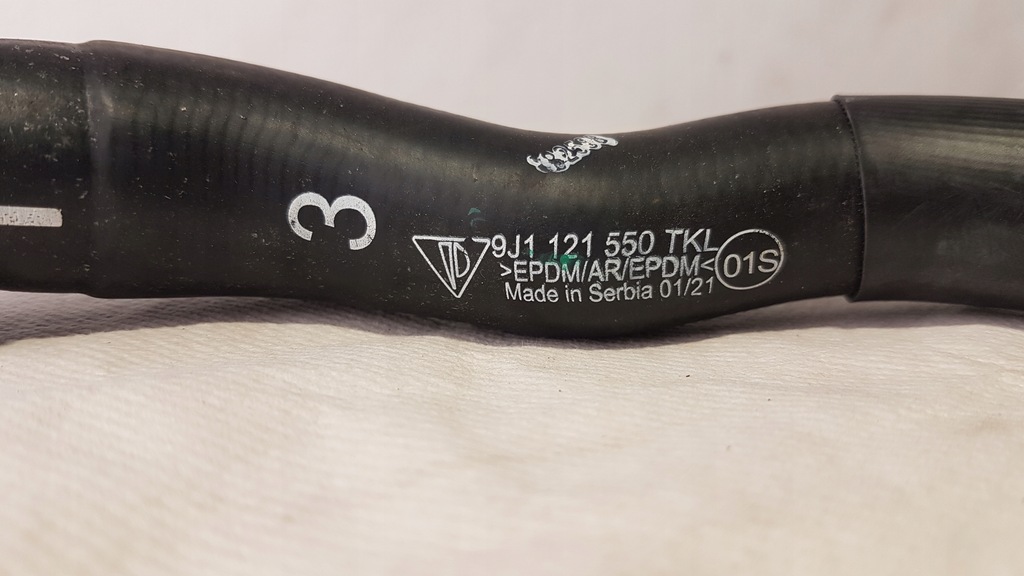 3
9J1 121 550 TKL
>EPDM/AR/EPDM< 01S
Made in Serbia 01/21